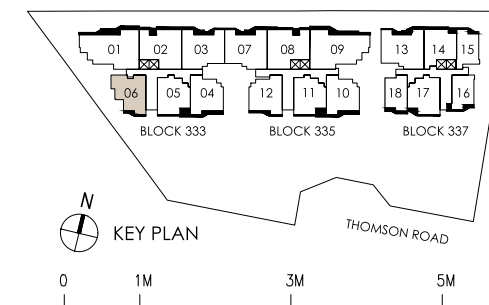 01 02 03 07 08 09 13 14 15
06 05 04 12 11 10 18 17 16
BLOCK 333 BLOCK 335 BLOCK 337
THOMSON ROAD
N
KEY PLAN
0 1M 3M 5M